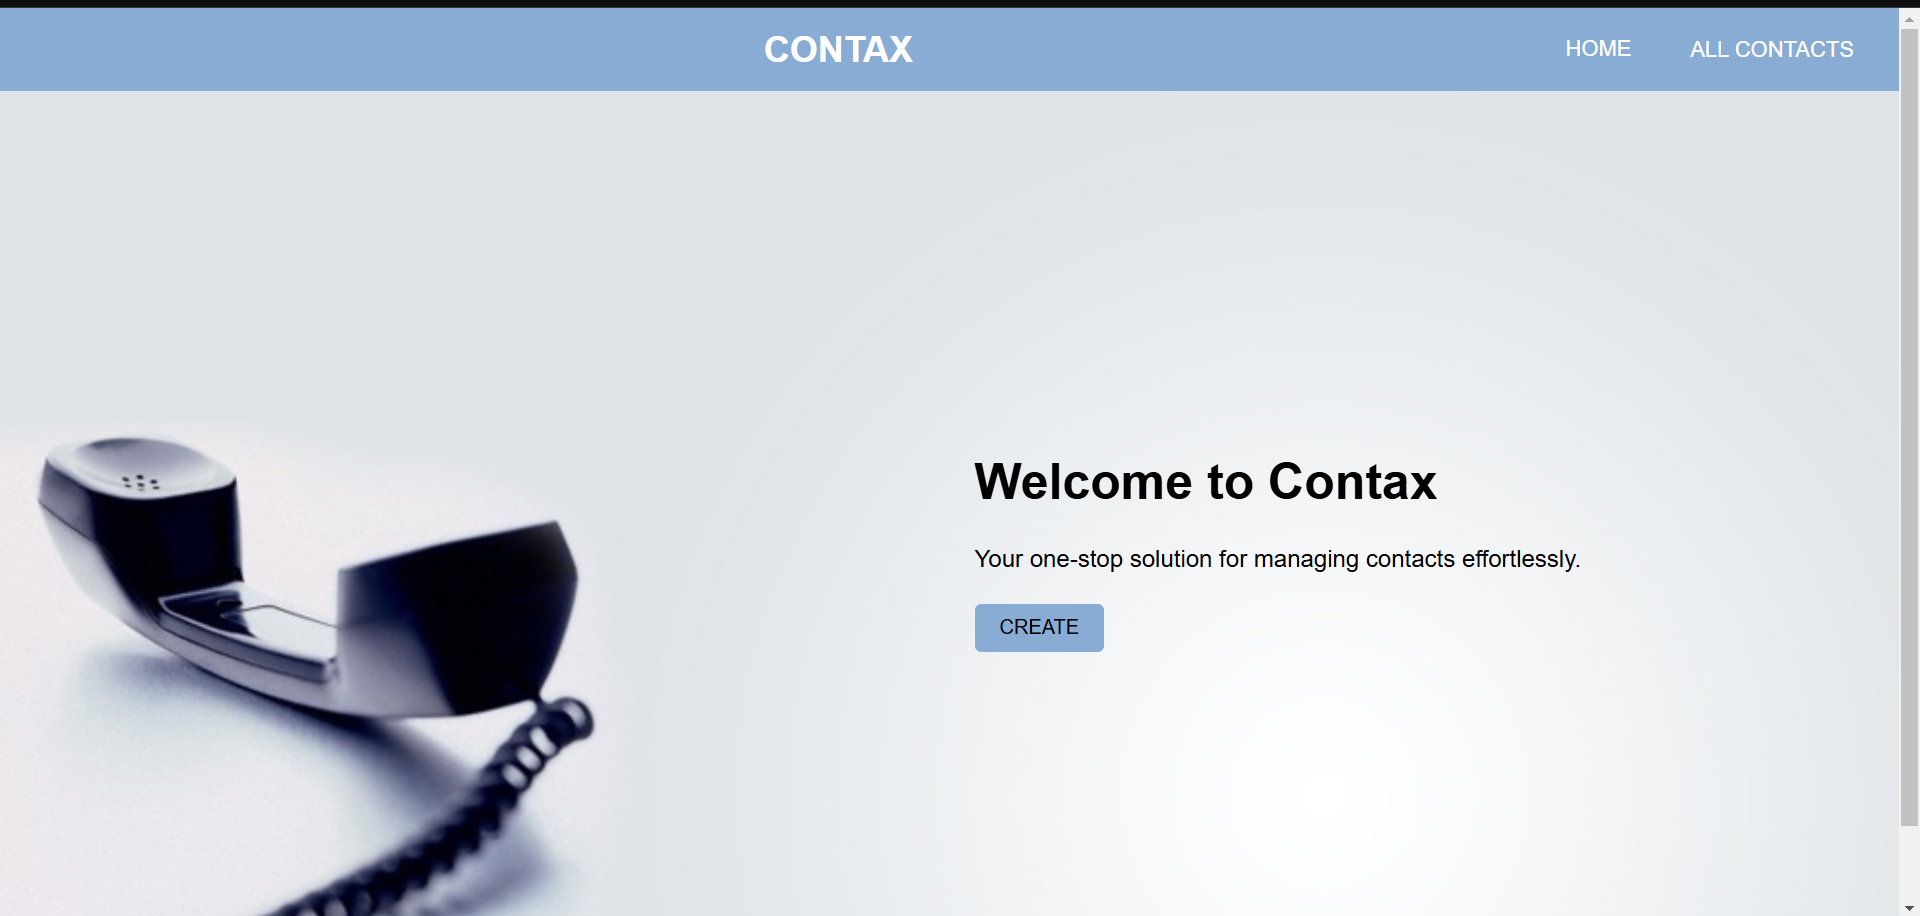 CONTAX
HOME
ALL CONTACTS
Welcome to Contax
Your one-stop solution for managing contacts effortlessly.
CREATE